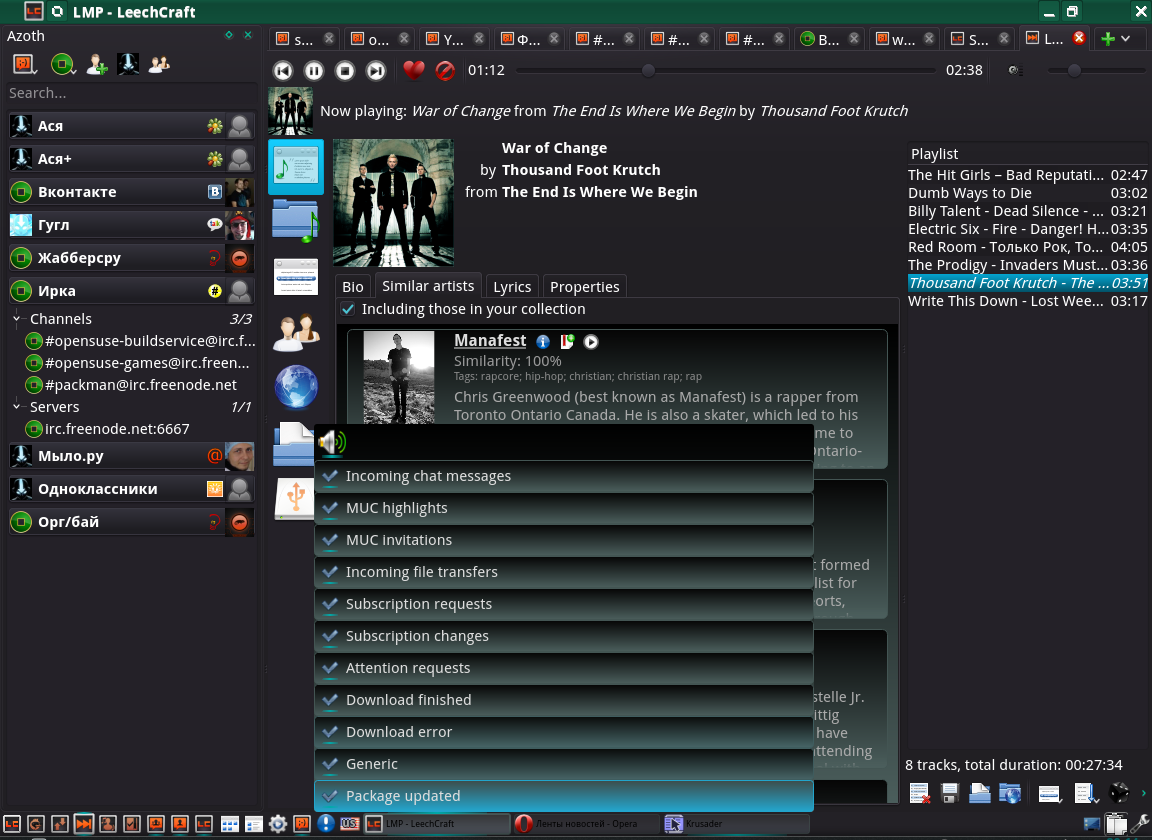 LMP - LeechCraft
Azoth
Search...
Ася
Ася+
Вконтакте
Гугл
Жабберсру
Ирка
Channels 3/3
#opensuse-buildservice@irc.f...
#opensuse-games@irc.freen...
#packman@irc.freenode.net
Servers 1/1
irc.freenode.net:6667
Мыло.ру
Одноклассники
Орг/бай
s... o... Y... Ф... #... #... #... B... w... S... L...
01:12 02:38
Now playing: War of Change from The End Is Where We Begin by Thousand Foot Krutch
War of Change
by Thousand Foot Krutch
from The End Is Where We Begin
Bio Similar artists Lyrics Properties
Including those in your collection
Manafest
Similarity: 100%
Tags: rapcore; hip-hop; christian; christian rap; rap
Chris Greenwood (best known as Manafest) is a rapper from
Toronto Ontario Canada. He is also a skater, which led to his
me to
Ontario-
formed
list for
orts,
stelle Jr.
ittig
have
ttending
Incoming chat messages
MUC highlights
MUC invitations
Incoming file transfers
Subscription requests
Subscription changes
Attention requests
Download finished
Download error
Generic
Package updated
Playlist
The Hit Girls – Bad Reputati... 02:47
Dumb Ways to Die 03:02
Billy Talent - Dead Silence - ... 03:21
Electric Six - Fire - Danger! H... 03:35
Red Room - Только Рок, То... 04:05
The Prodigy - Invaders Must... 03:36
Thousand Foot Krutch - The ... 03:51
Write This Down - Lost Wee... 03:17
8 tracks, total duration: 00:27:34
US
LMP - LeechCraft
Ленты новостей - Opera
Krusader